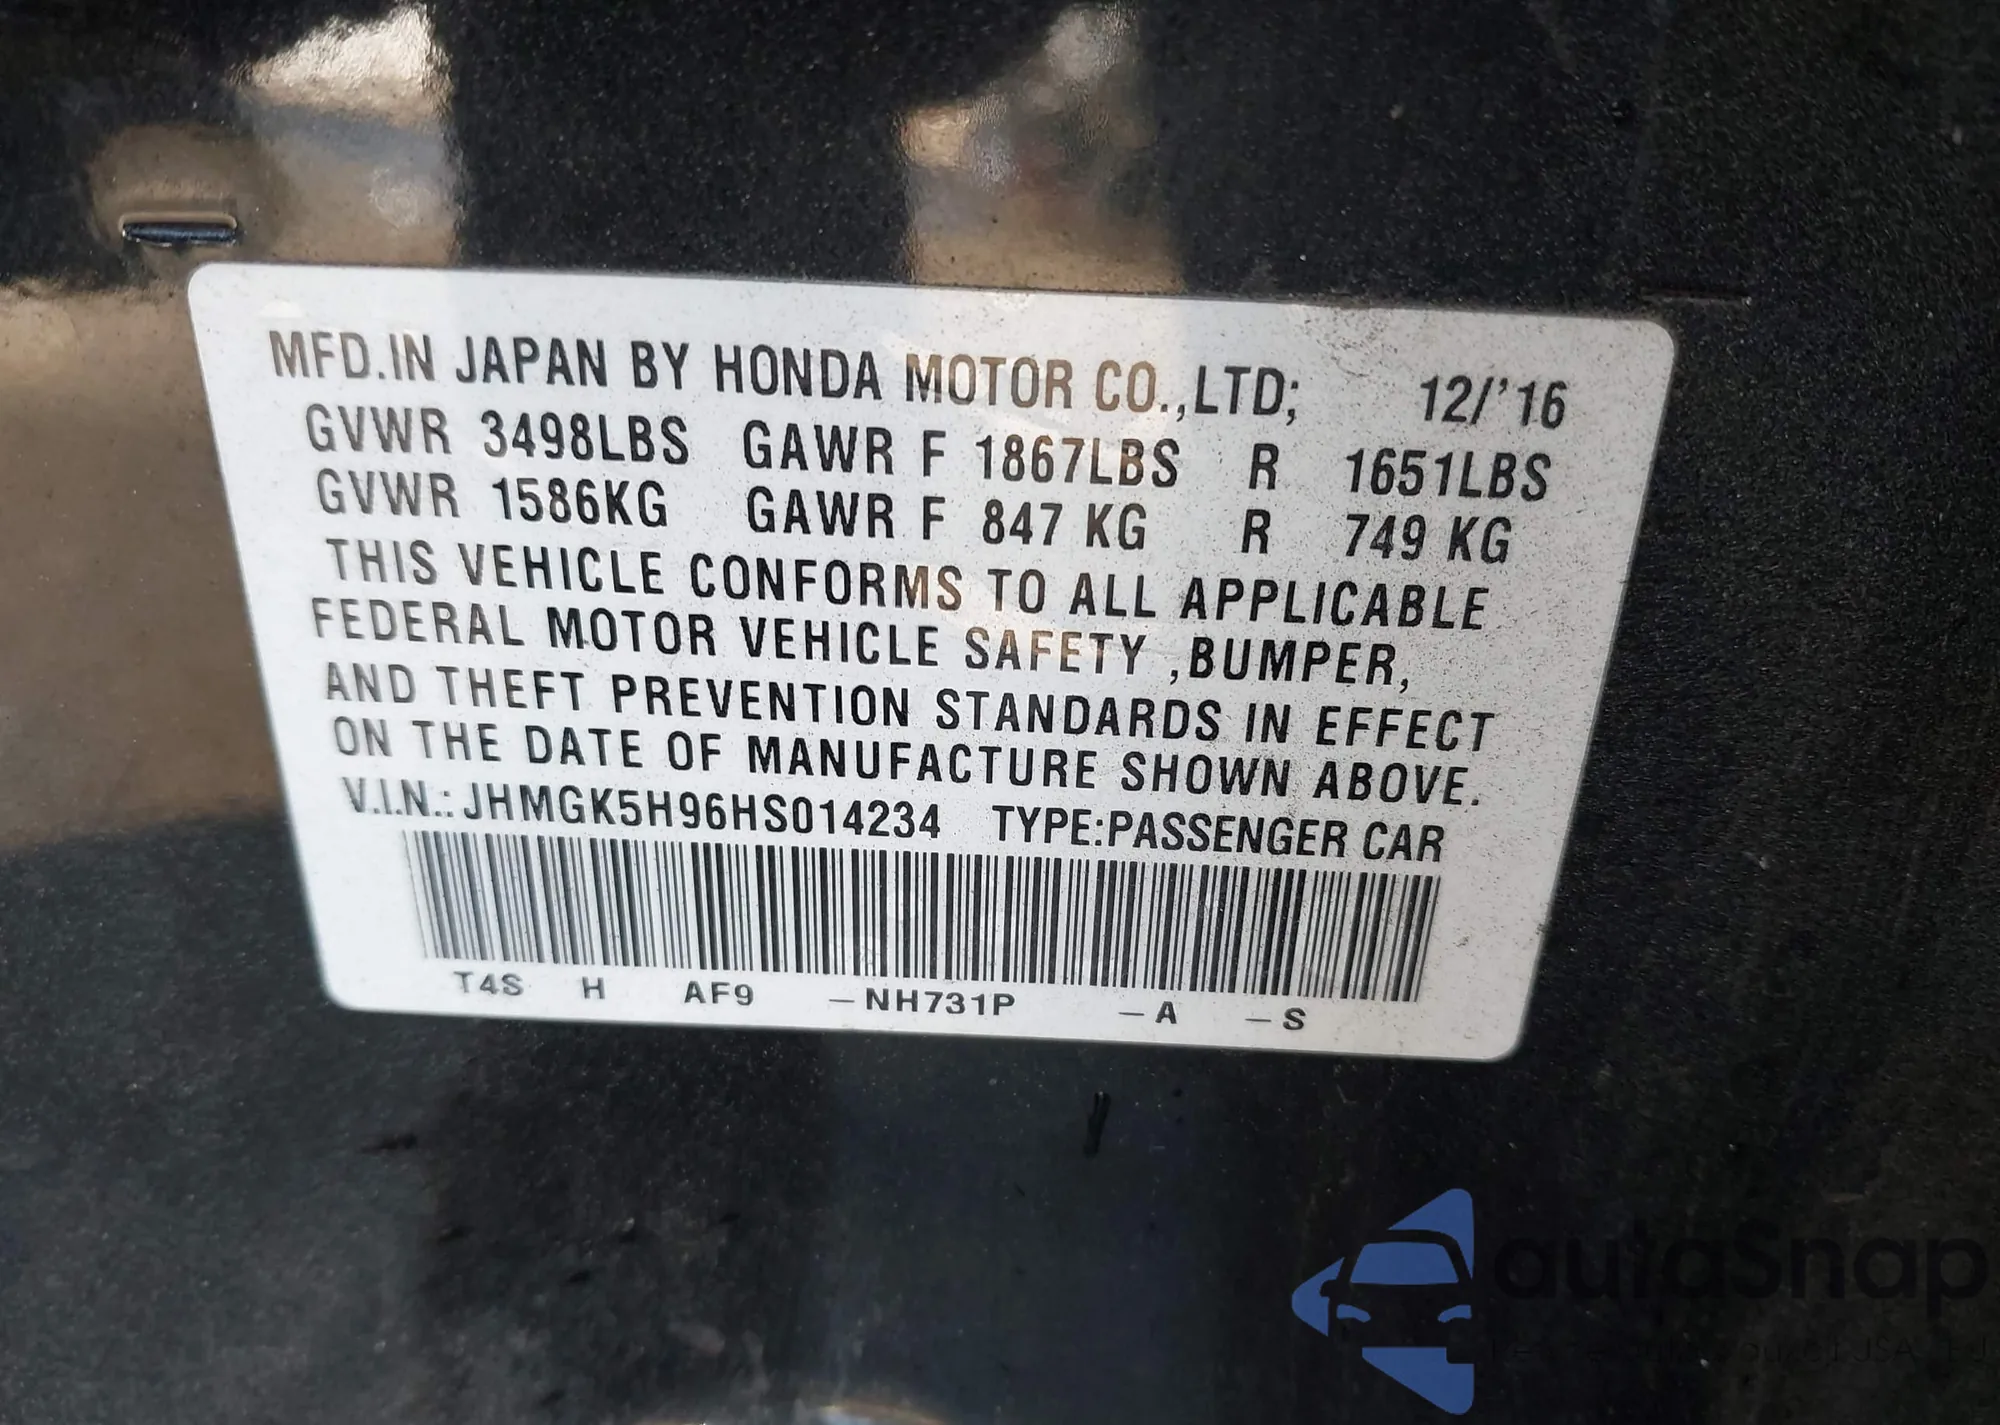 MFD.IN JAPAN BY HONDA MOTOR CO.,LTD; 12/'16
GVWR 3498LBS GAWR F 1867LBS R 1651LBS
GVWR 1586KG GAWR F 847 KG R 749 KG
THIS VEHICLE CONFORMS TO ALL APPLICABLE
FEDERAL MOTOR VEHICLE SAFETY ,BUMPER,
AND THEFT PREVENTION STANDARDS IN EFFECT
ON THE DATE OF MANUFACTURE SHOWN ABOVE.
V.I.N.: JHMGK5H96HS014234 TYPE:PASSENGER CAR
T4S H AF9 –NH731P –A –S
autaSnap